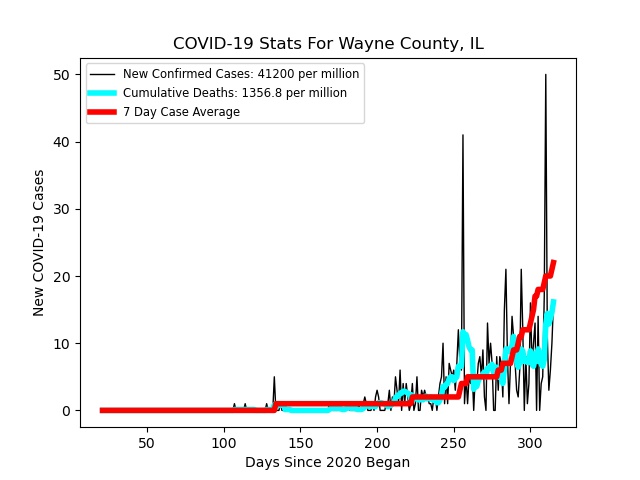 COVID-19 Stats For Wayne County, IL
New Confirmed Cases: 41200 per million
Cumulative Deaths: 1356.8 per million
7 Day Case Average
50
40
30
20
10
0
New COVID-19 Cases
50
100
150
200
250
300
Days Since 2020 Began